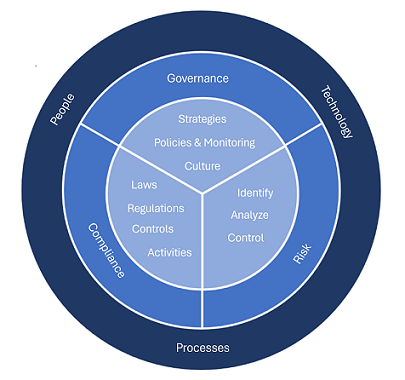 People
Technology
Processes
Governance
Strategies
Policies & Monitoring
Culture
Compliance
Laws
Regulations
Controls
Activities
Risk
Identify
Analyze
Control